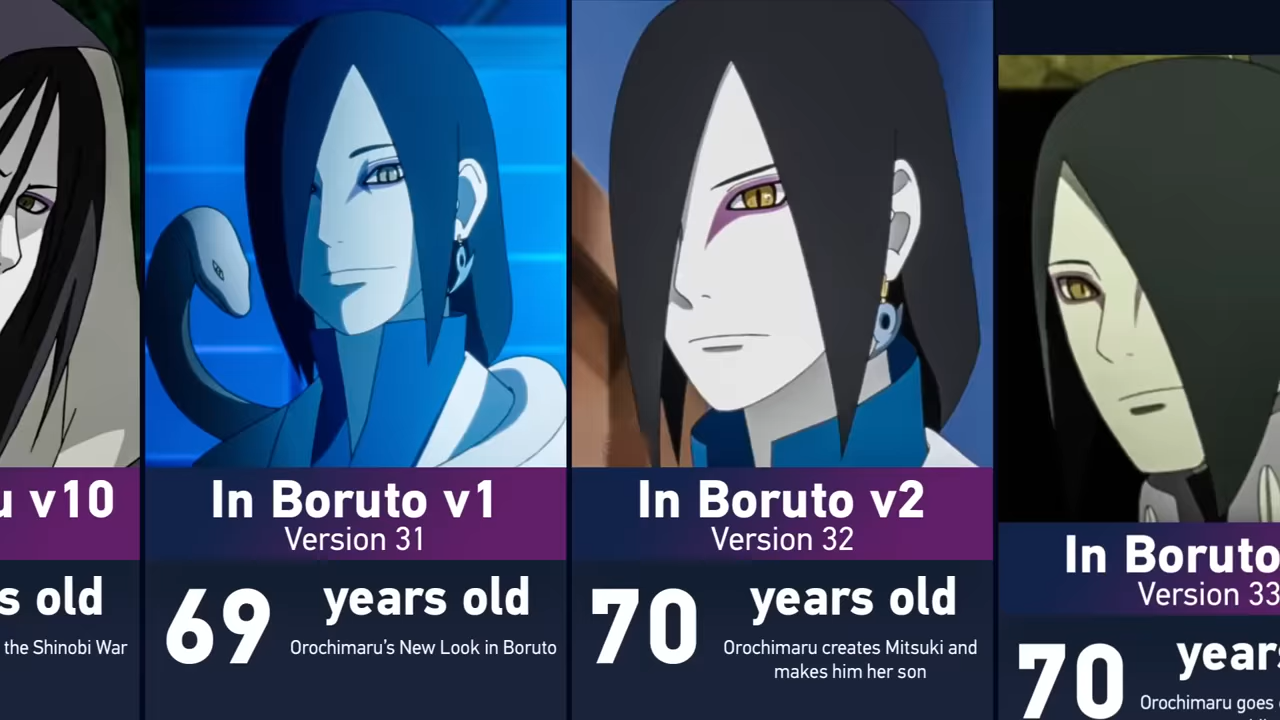 v10
s old
the Shinobi War
In Boruto v1
Version 31
69
years old
Orochimaru's New Look in Boruto
In Boruto v2
Version 32
70
years old
Orochimaru creates Mitsuki and
makes him her son
In Boruto
Version 33
70
years
Orochimaru goes